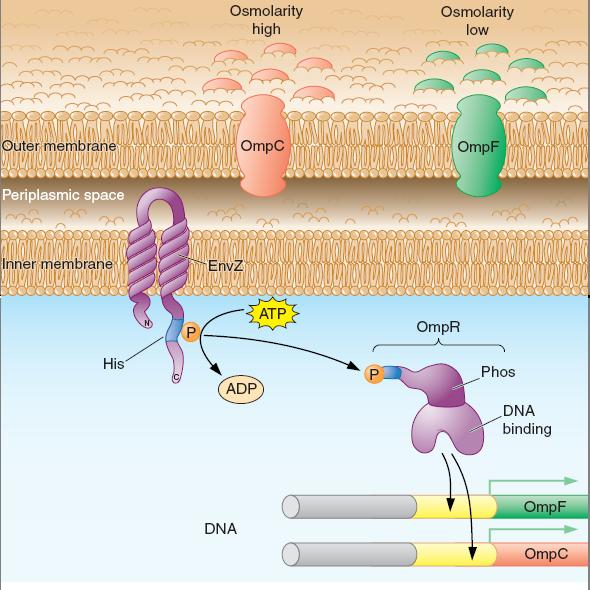 Osmolarity
high
Osmolarity
low
Outer membrane
OmpC
OmpF
Periplasmic space
Inner membrane
EnvZ
N
ATP
P
His
C
ADP
OmpR
P
Phos
DNA
binding
OmpF
DNA
OmpC